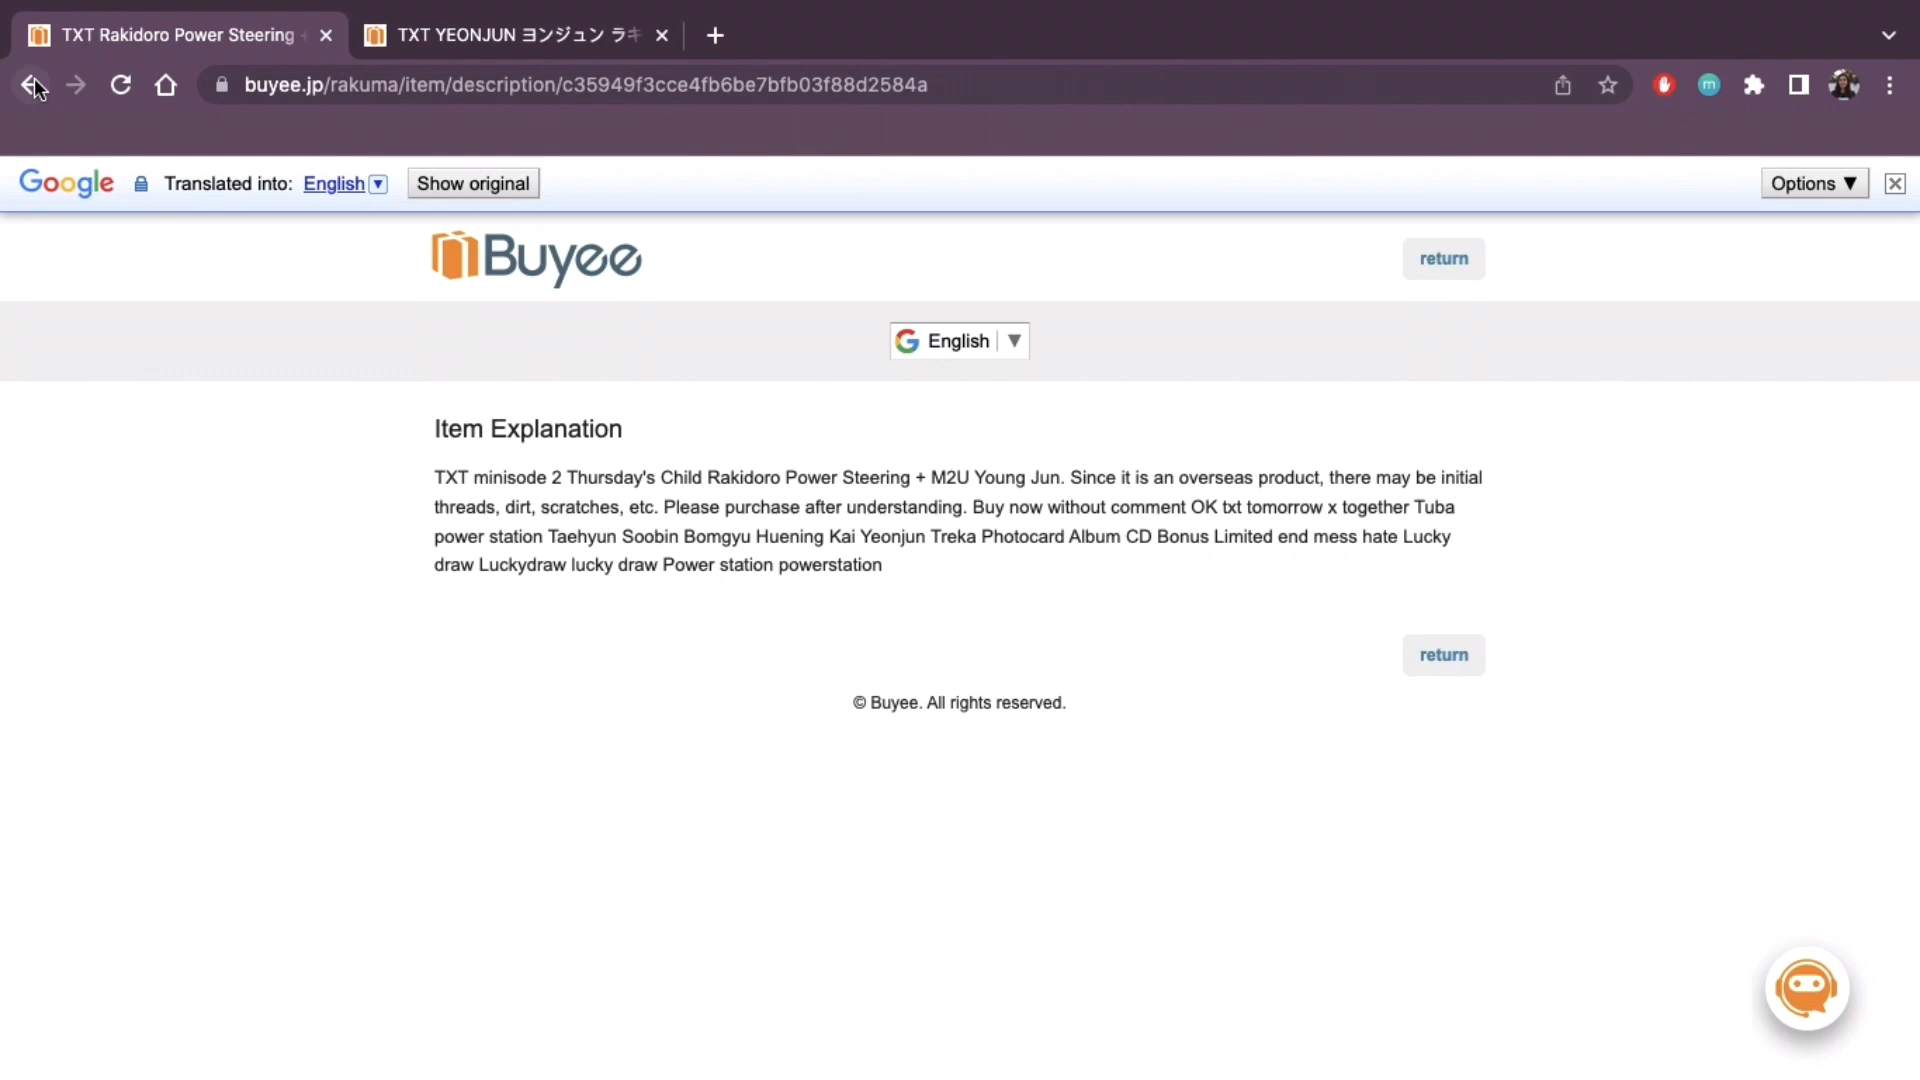 TXT Rakidoro Power Steering
TXT YEONJUN ヨンジュン ラキ
buyee.jp/rakuma/item/description/c35949f3cce4fb6be7bfb03f88d2584a
m
Google Translated into: English ▼ Show original Options ▼
Buyee
return
English ▼
Item Explanation
TXT minisode 2 Thursday's Child Rakidoro Power Steering + M2U Young Jun. Since it is an overseas product, there may be initial
threads, dirt, scratches, etc. Please purchase after understanding. Buy now without comment OK txt tomorrow x together Tuba
power station Taehyun Soobin Bomgyu Huening Kai Yeonjun Treka Photocard Album CD Bonus Limited end mess hate Lucky
draw Luckydraw lucky draw Power station powerstation
return
© Buyee. All rights reserved.